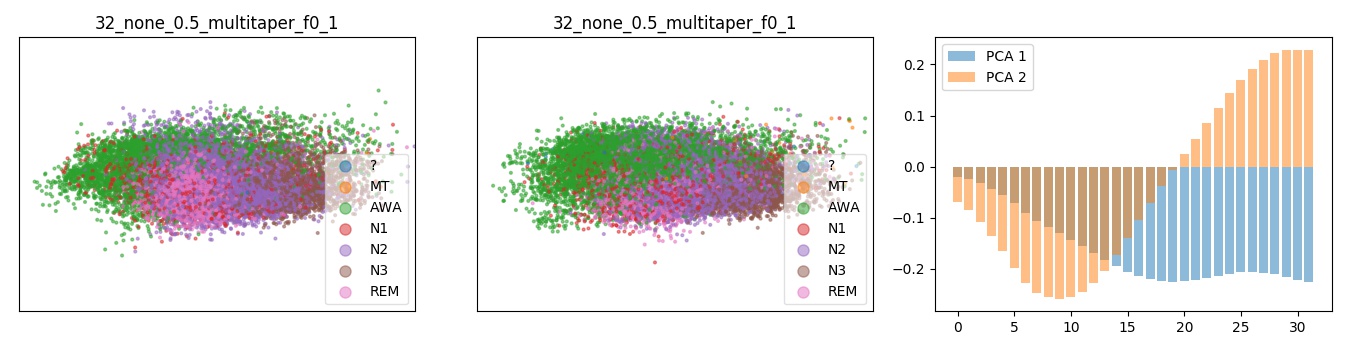 32_none_0.5_multitaper_f0_1
?
MT
AWA
N1
N2
N3
REM
32_none_0.5_multitaper_f0_1
?
MT
AWA
N1
N2
N3
REM
PCA 1
PCA 2
0.2
0.1
0.0
−0.1
−0.2
0 5 10 15 20 25 30